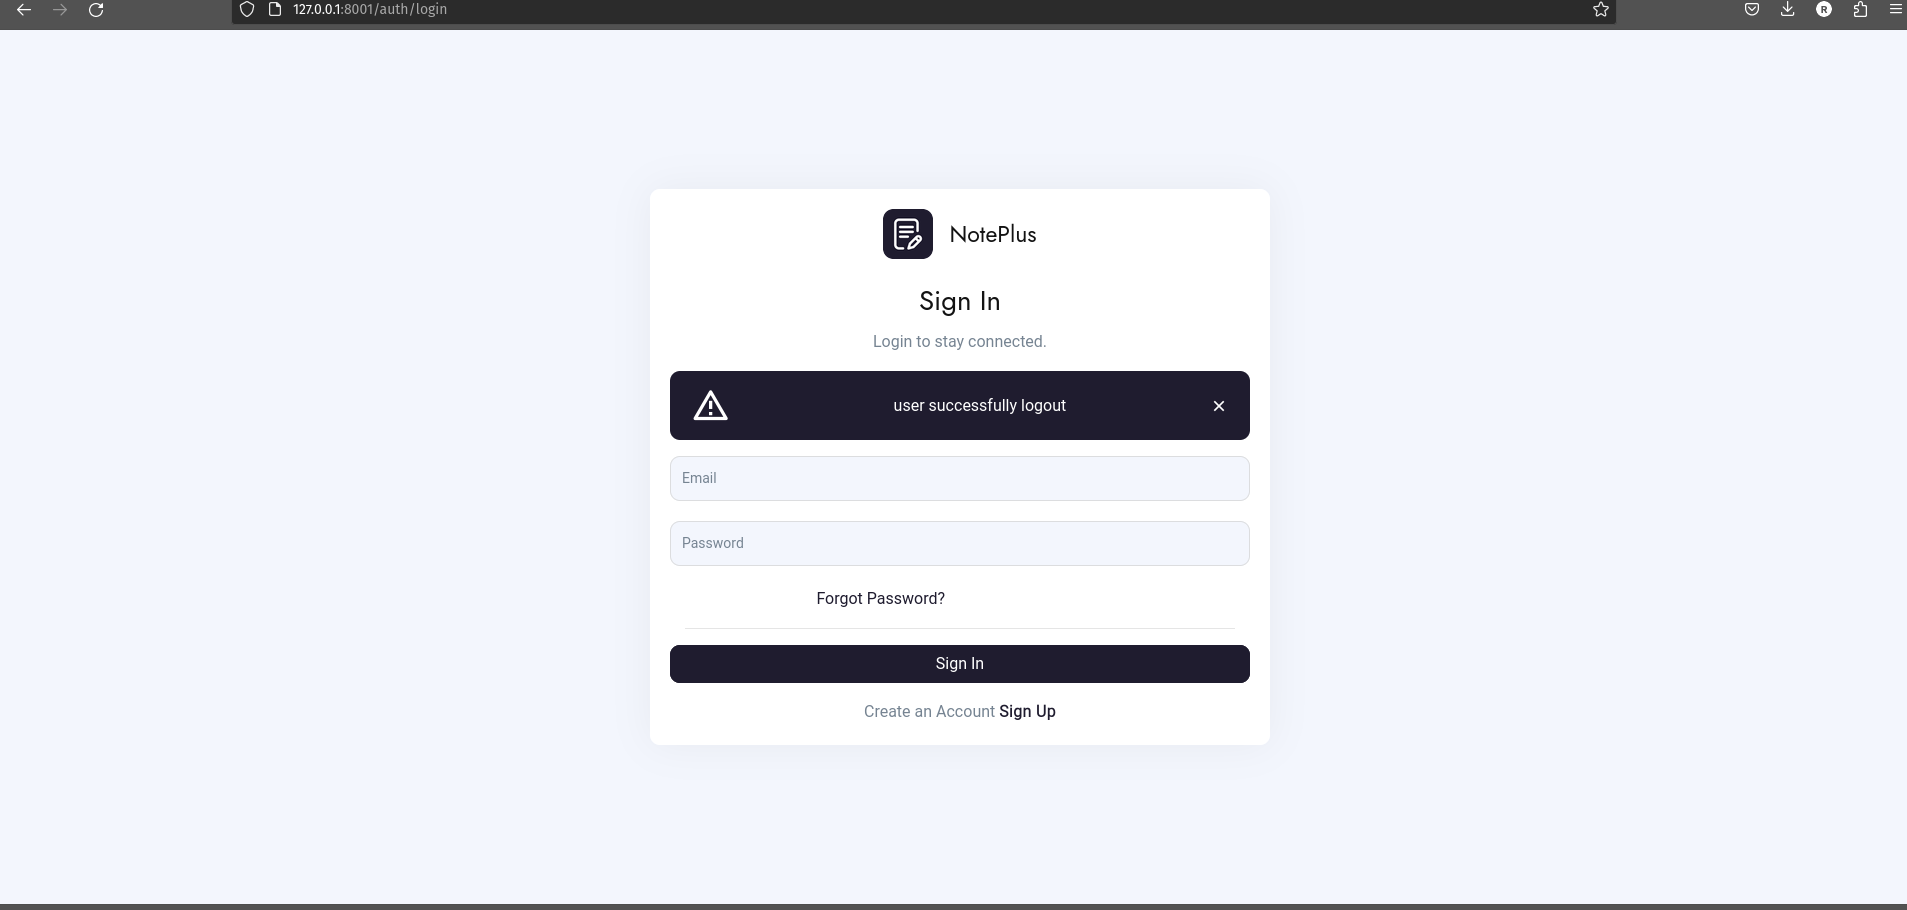 127.0.0.1:8001/auth/login
R
NotePlus
Sign In
Login to stay connected.
user successfully logout
Email
Password
Forgot Password?
Sign In
Create an Account Sign Up